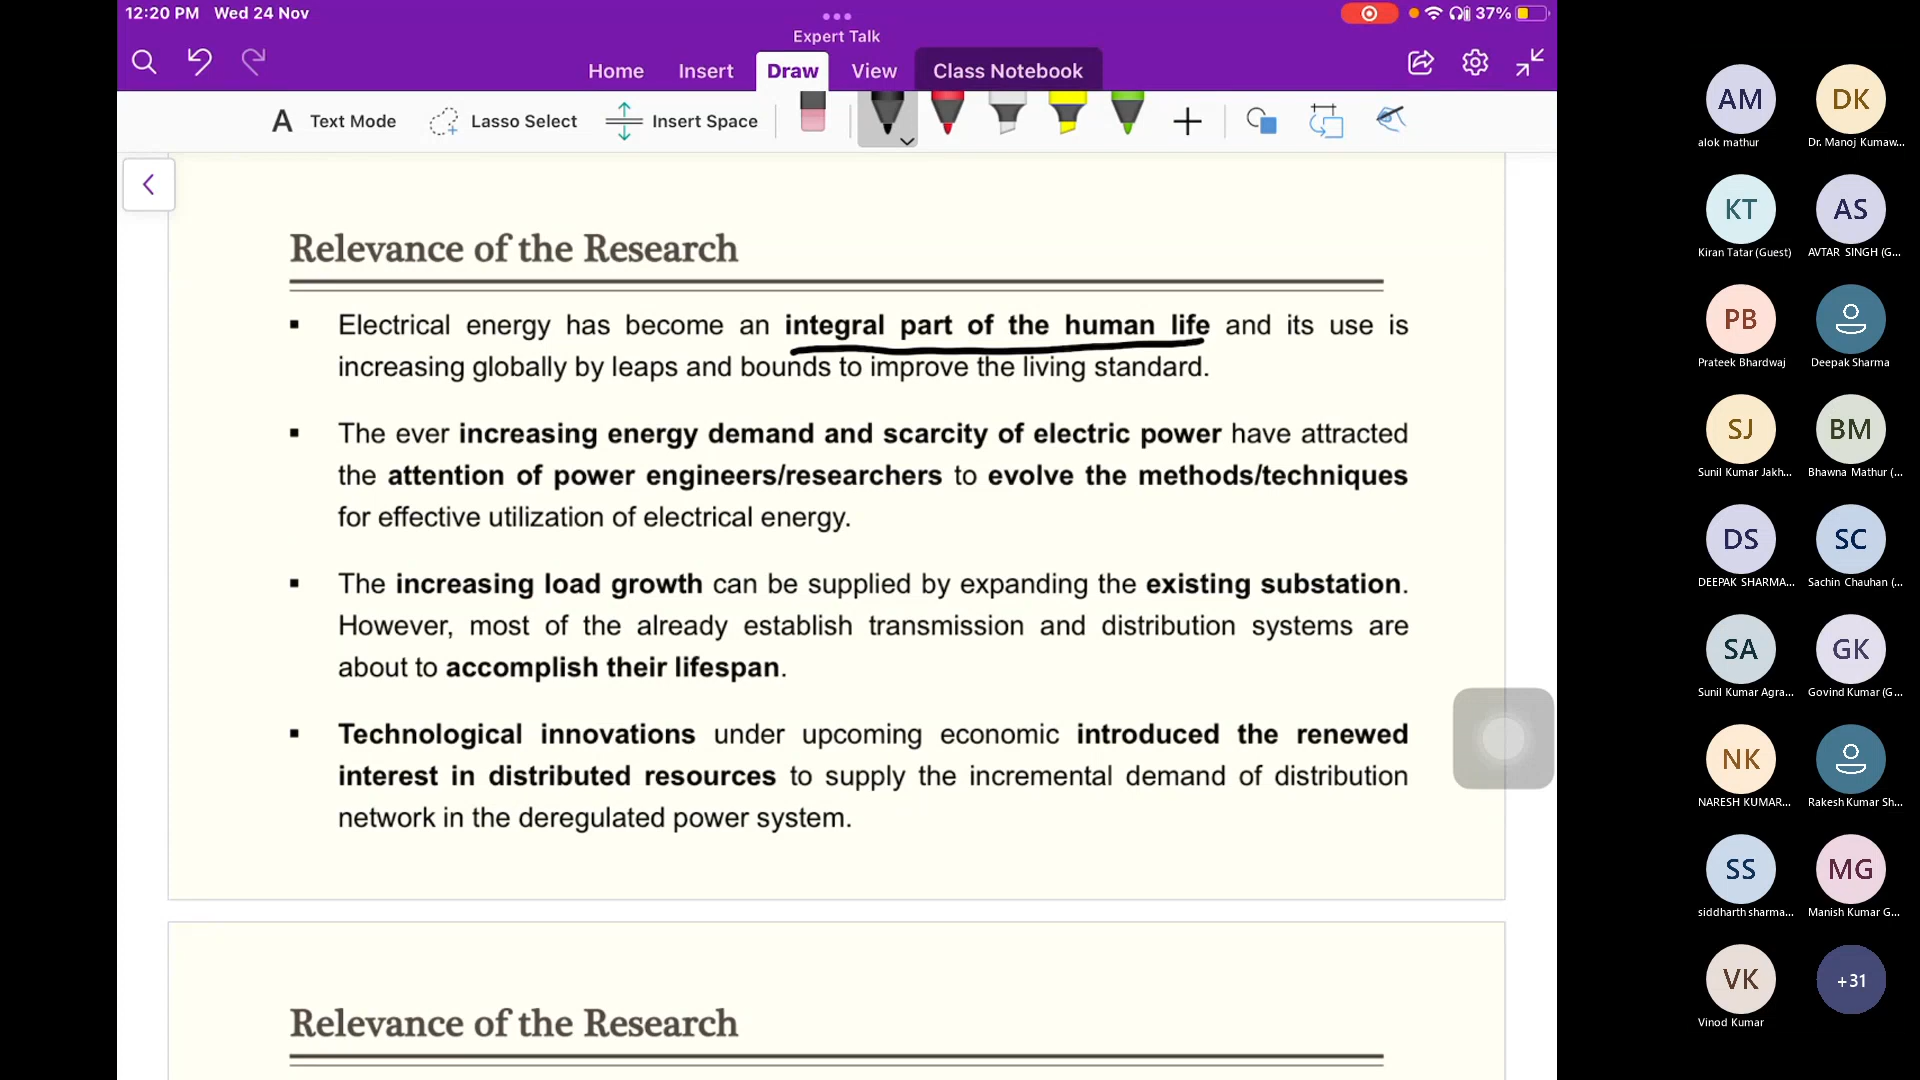 12:20 PM Wed 24 Nov
37%
Expert Talk
Home Insert Draw View Class Notebook
A Text Mode Lasso Select Insert Space
Relevance of the Research
▪ Electrical energy has become an integral part of the human life and its use is
increasing globally by leaps and bounds to improve the living standard.
▪ The ever increasing energy demand and scarcity of electric power have attracted
the attention of power engineers/researchers to evolve the methods/techniques
for effective utilization of electrical energy.
▪ The increasing load growth can be supplied by expanding the existing substation.
However, most of the already establish transmission and distribution systems are
about to accomplish their lifespan.
▪ Technological innovations under upcoming economic introduced the renewed
interest in distributed resources to supply the incremental demand of distribution
network in the deregulated power system.
Relevance of the Research
AM DK
alok mathur Dr. Manoj Kumaw...
KT AS
Kiran Tatar (Guest) AVTAR SINGH (G...
PB
Prateek Bhardwaj Deepak Sharma
SJ BM
Sunil Kumar Jakh... Bhawna Mathur (...
DS SC
DEEPAK SHARMA... Sachin Chauhan (...
SA GK
Sunil Kumar Agra... Govind Kumar (G...
NK
NARESH KUMAR... Rakesh Kumar Sh...
SS MG
siddharth sharma... Manish Kumar G...
VK +31
Vinod Kumar